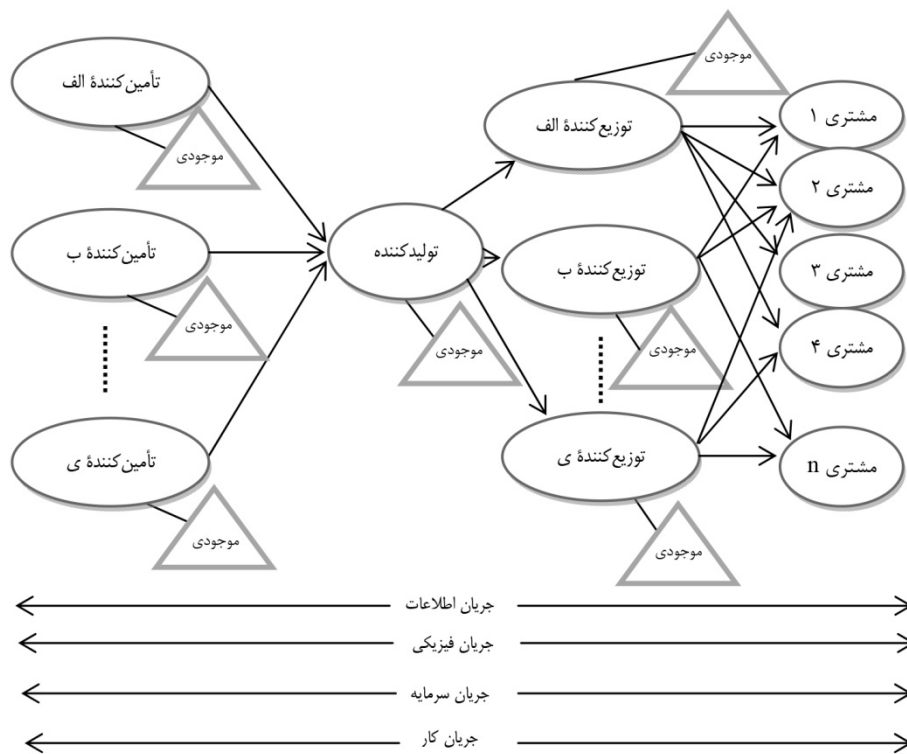 موجودی
تأمین‌کنندهٔ الف
توزیع‌کنندهٔ الف
مشتری ۱
موجودی
مشتری ۲
تأمین‌کنندهٔ ب
تولیدکننده
توزیع‌کنندهٔ ب
مشتری ۳
موجودی
موجودی
موجودی
مشتری ۴
تأمین‌کنندهٔ ی
توزیع‌کنندهٔ ی
مشتری n
موجودی
موجودی
جریان اطلاعات
جریان فیزیکی
جریان سرمایه
جریان کار